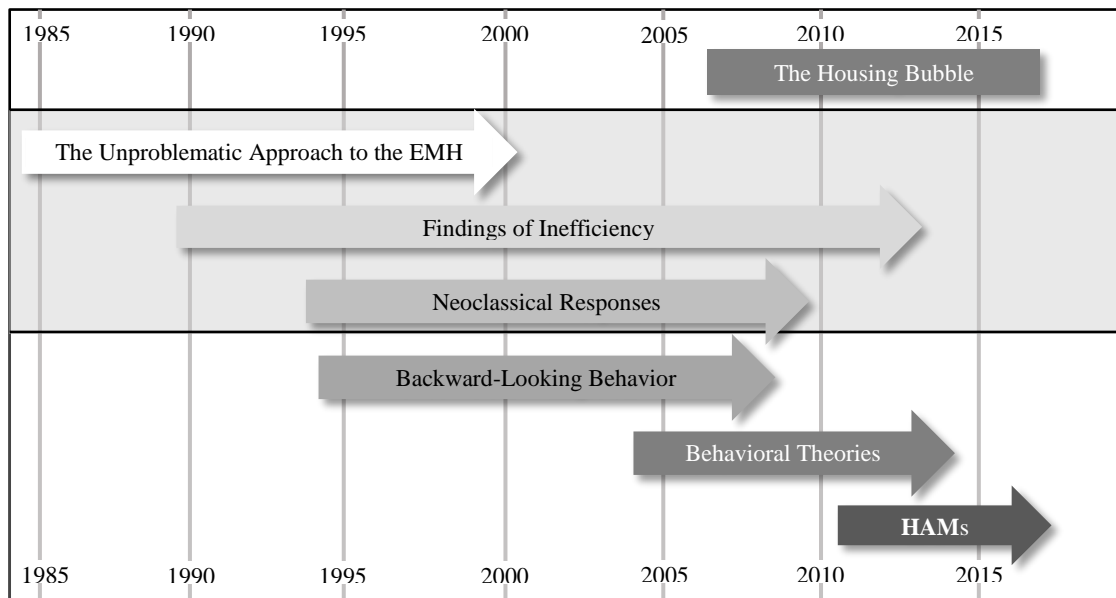 1985 1990 1995 2000 2005 2010 2015
The Housing Bubble
The Unproblematic Approach to the EMH
Findings of Inefficiency
Neoclassical Responses
Backward-Looking Behavior
Behavioral Theories
HAMs
1985 1990 1995 2000 2005 2010 2015